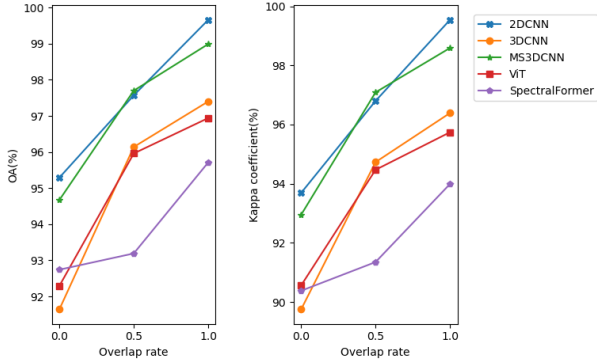 100
99
98
97
96
95
94
93
92
OA(%)
0.0 0.5 1.0
Overlap rate
100
98
96
94
92
90
Kappa coefficient(%)
0.0 0.5 1.0
Overlap rate
2DCNN
3DCNN
MS3DCNN
ViT
SpectralFormer